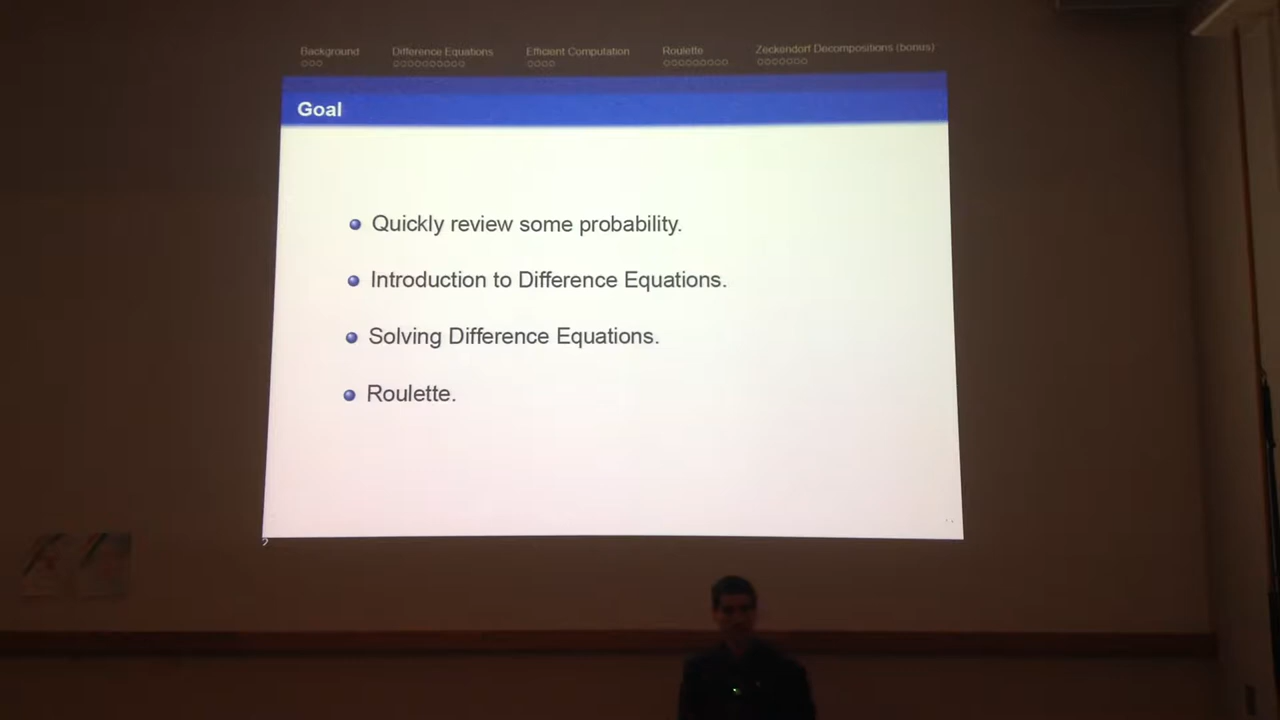 Background Difference Equations Efficient Computation Roulette Zeckendorf Decompositions (bonus)
Goal
Quickly review some probability.
Introduction to Difference Equations.
Solving Difference Equations.
Roulette.